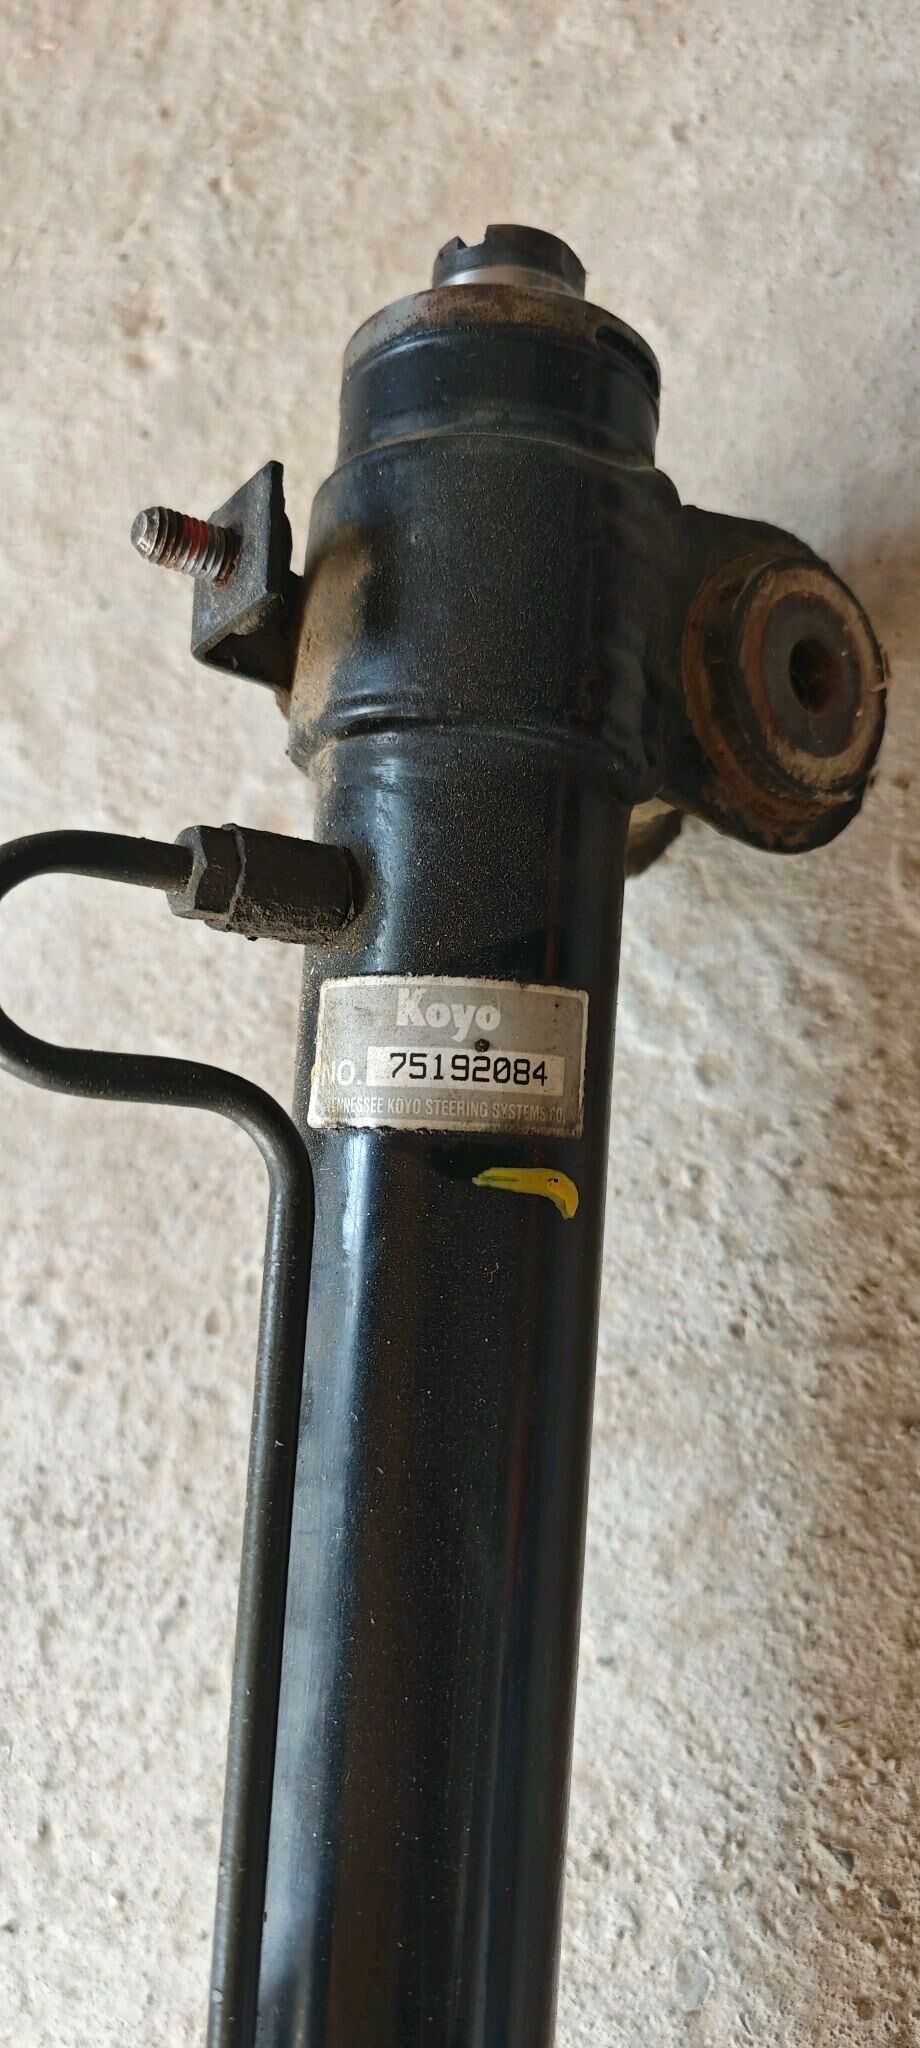 Koyo
NO. 75192084
TENNESSEE KOYO STEERING SYSTEMS CO.